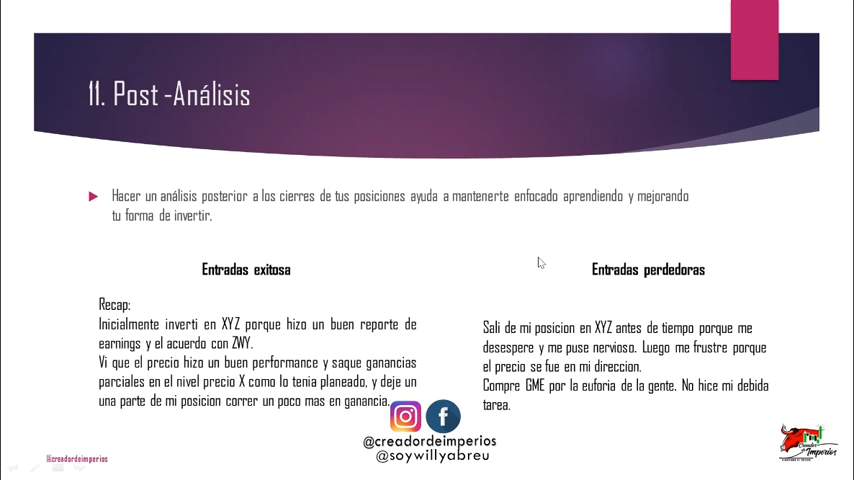 11. Post -Análisis
Hacer un análisis posterior a los cierres de tus posiciones ayuda a mantenerte enfocado aprendiendo y mejorando
tu forma de invertir.
Entradas exitosa
Recap:
Inicialmente inverti en XYZ porque hizo un buen reporte de
earnings y el acuerdo con ZWY.
Vi que el precio hizo un buen performance y saque ganancias
parciales en el nivel precio X como lo tenia planeado, y deje un
una parte de mi posicion correr un poco mas en ganancia.
Entradas perdedoras
Sali de mi posicion en XYZ antes de tiempo porque me
desespere y me puse nervioso. Luego me frustre porque
el precio se fue en mi direccion.
Compre GME por la euforia de la gente. No hice mi debida
tarea.
@creadordeimperios
@soywillyabreu
@creadordeimperios
Creador
de Imperios